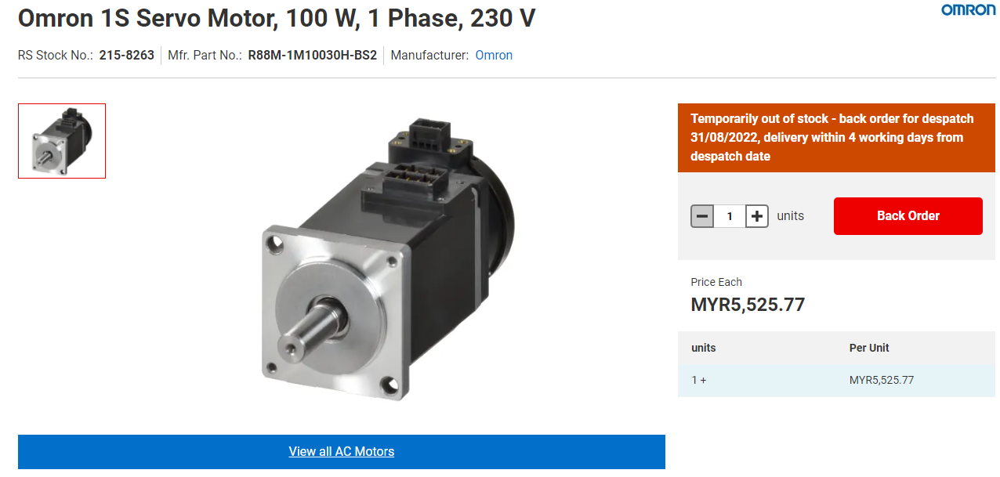 Omron 1S Servo Motor, 100 W, 1 Phase, 230 V
OMRON
RS Stock No.: 215-8263 Mfr. Part No.: R88M-1M10030H-BS2 Manufacturer: Omron
Temporarily out of stock - back order for despatch
31/08/2022, delivery within 4 working days from
despatch date
1 units Back Order
Price Each
MYR5,525.77
units Per Unit
1 + MYR5,525.77
View all AC Motors